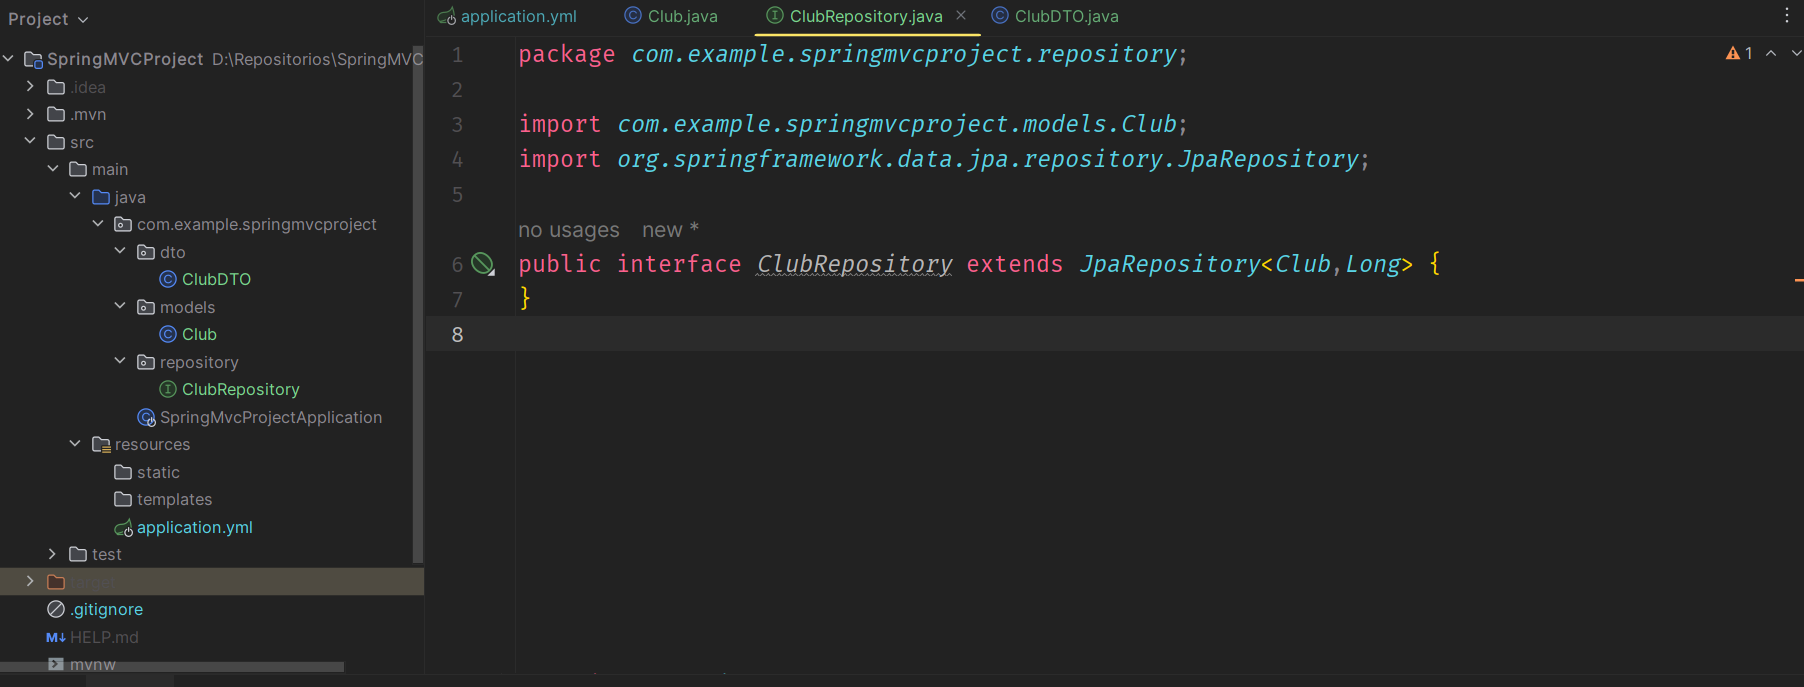 Project
SpringMVCProject D:\Repositorios\SpringMVC
.idea
.mvn
src
main
java
com.example.springmvcproject
dto
ClubDTO
models
Club
repository
ClubRepository
SpringMvcProjectApplication
resources
static
templates
application.yml
test
target
.gitignore
M↓ HELP.md
mvnw
application.yml Club.java ClubRepository.java ClubDTO.java
1 package com.example.springmvcproject.repository;
2
3 import com.example.springmvcproject.models.Club;
4 import org.springframework.data.jpa.repository.JpaRepository;
5
no usages new *
6 public interface ClubRepository extends JpaRepository<Club,Long> {
7 }
8
1